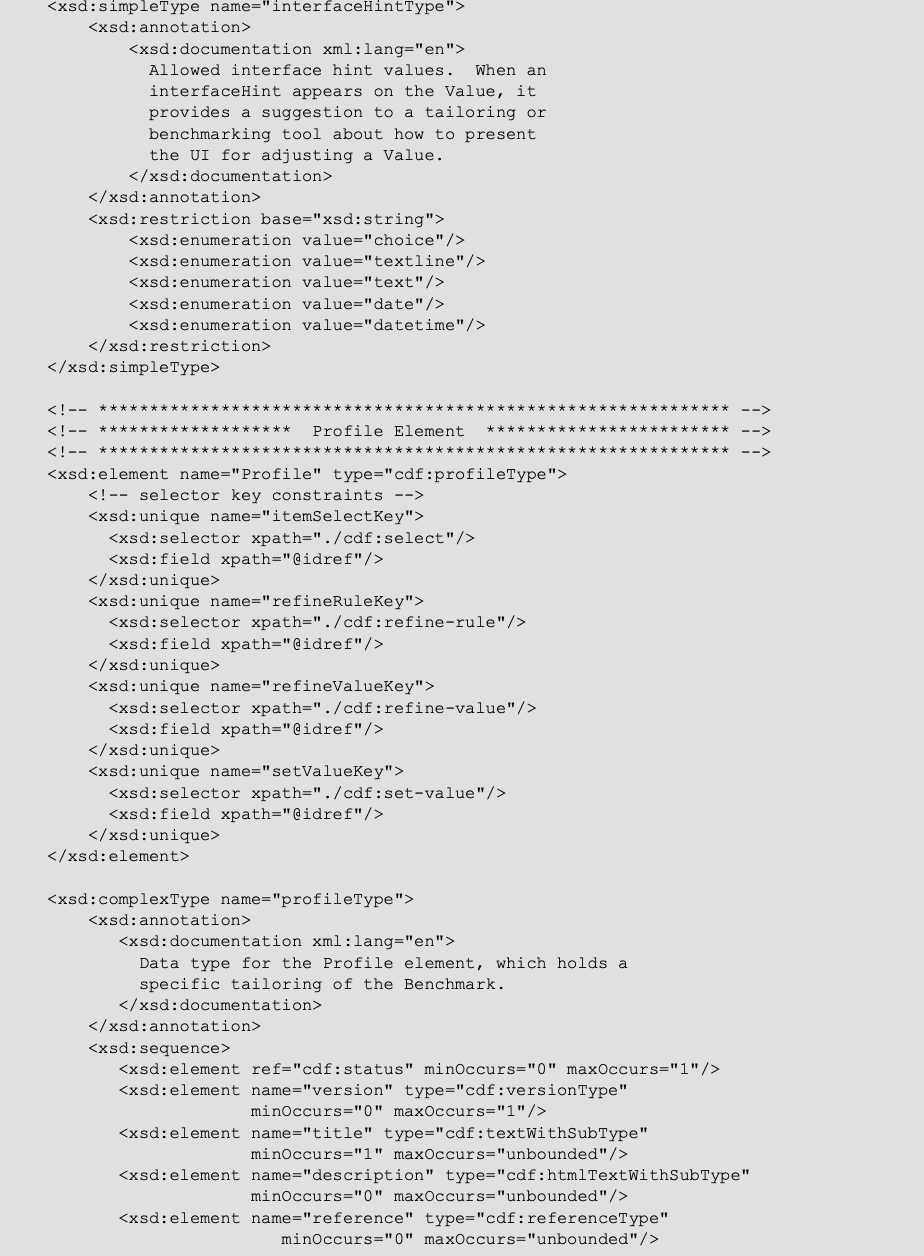 <xsd:simpleType name="interfaceHintType">
    <xsd:annotation>
        <xsd:documentation xml:lang="en">
          Allowed interface hint values.  When an
          interfaceHint appears on the Value, it
          provides a suggestion to a tailoring or
          benchmarking tool about how to present
          the UI for adjusting a Value.
        </xsd:documentation>
    </xsd:annotation>
    <xsd:restriction base="xsd:string">
        <xsd:enumeration value="choice"/>
        <xsd:enumeration value="textline"/>
        <xsd:enumeration value="text"/>
        <xsd:enumeration value="date"/>
        <xsd:enumeration value="datetime"/>
    </xsd:restriction>
</xsd:simpleType>

<!-- ************************************************************** -->
<!-- *******************  Profile Element  ************************ -->
<!-- ************************************************************** -->
<xsd:element name="Profile" type="cdf:profileType">
    <!-- selector key constraints -->
    <xsd:unique name="itemSelectKey">
      <xsd:selector xpath="./cdf:select"/>
      <xsd:field xpath="@idref"/>
    </xsd:unique>
    <xsd:unique name="refineRuleKey">
      <xsd:selector xpath="./cdf:refine-rule"/>
      <xsd:field xpath="@idref"/>
    </xsd:unique>
    <xsd:unique name="refineValueKey">
      <xsd:selector xpath="./cdf:refine-value"/>
      <xsd:field xpath="@idref"/>
    </xsd:unique>
    <xsd:unique name="setValueKey">
      <xsd:selector xpath="./cdf:set-value"/>
      <xsd:field xpath="@idref"/>
    </xsd:unique>
</xsd:element>

<xsd:complexType name="profileType">
    <xsd:annotation>
       <xsd:documentation xml:lang="en">
         Data type for the Profile element, which holds a
         specific tailoring of the Benchmark.
       </xsd:documentation>
    </xsd:annotation>
    <xsd:sequence>
       <xsd:element ref="cdf:status" minOccurs="0" maxOccurs="1"/>
       <xsd:element name="version" type="cdf:versionType"
                    minOccurs="0" maxOccurs="1"/>
       <xsd:element name="title" type="cdf:textWithSubType"
                    minOccurs="1" maxOccurs="unbounded"/>
       <xsd:element name="description" type="cdf:htmlTextWithSubType"
                    minOccurs="0" maxOccurs="unbounded"/>
       <xsd:element name="reference" type="cdf:referenceType"
                       minOccurs="0" maxOccurs="unbounded"/>